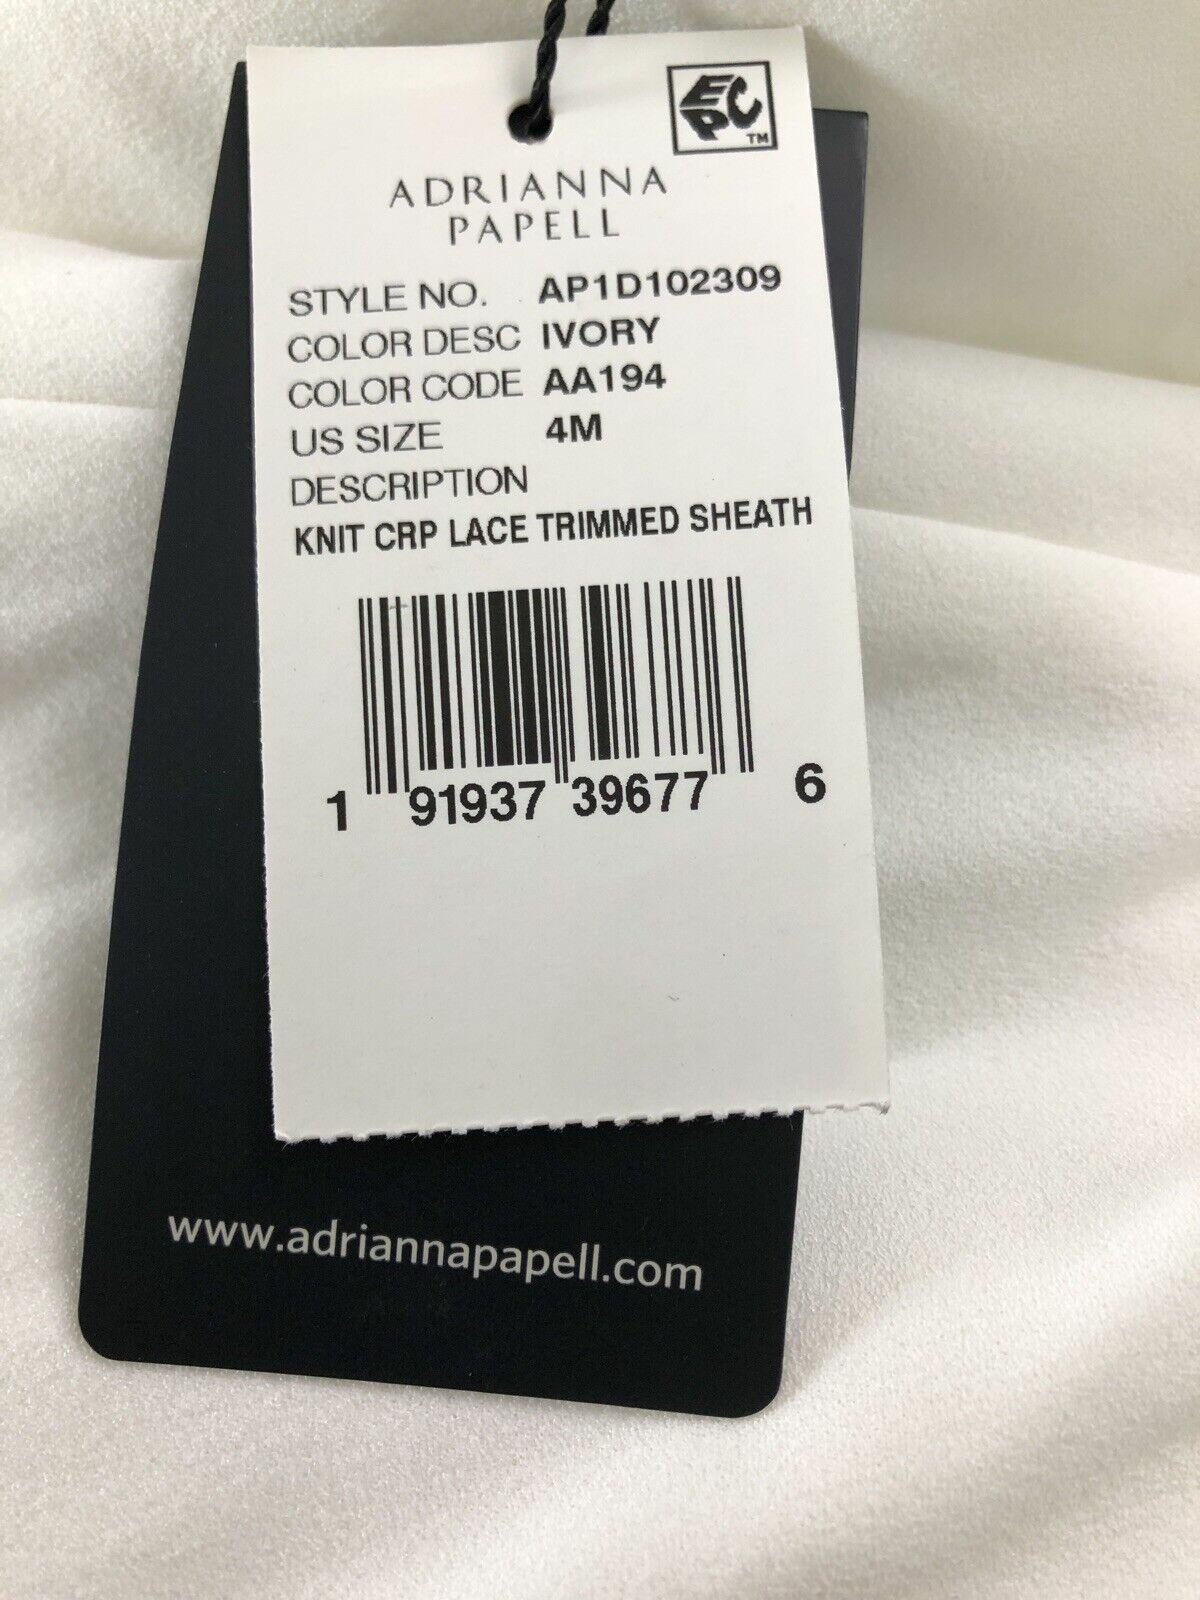 EPC™
ADRIANNA
PAPELL
STYLE NO. AP1D102309
COLOR DESC IVORY
COLOR CODE AA194
US SIZE 4M
DESCRIPTION
KNIT CRP LACE TRIMMED SHEATH
1 91937 39677 6
www.adriannapapell.com